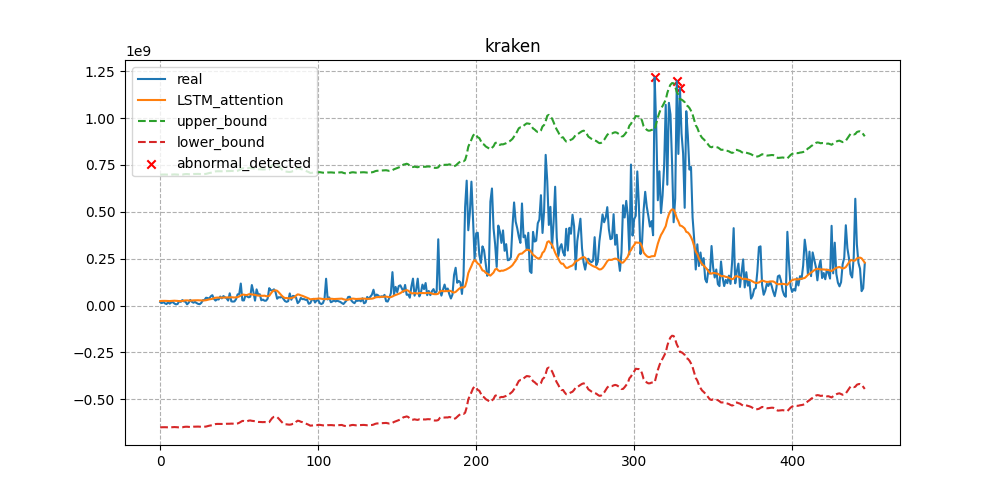 kraken
1e9
1.25
1.00
0.75
0.50
0.25
0.00
−0.25
−0.50
real
LSTM_attention
upper_bound
lower_bound
abnormal_detected
0 100 200 300 400